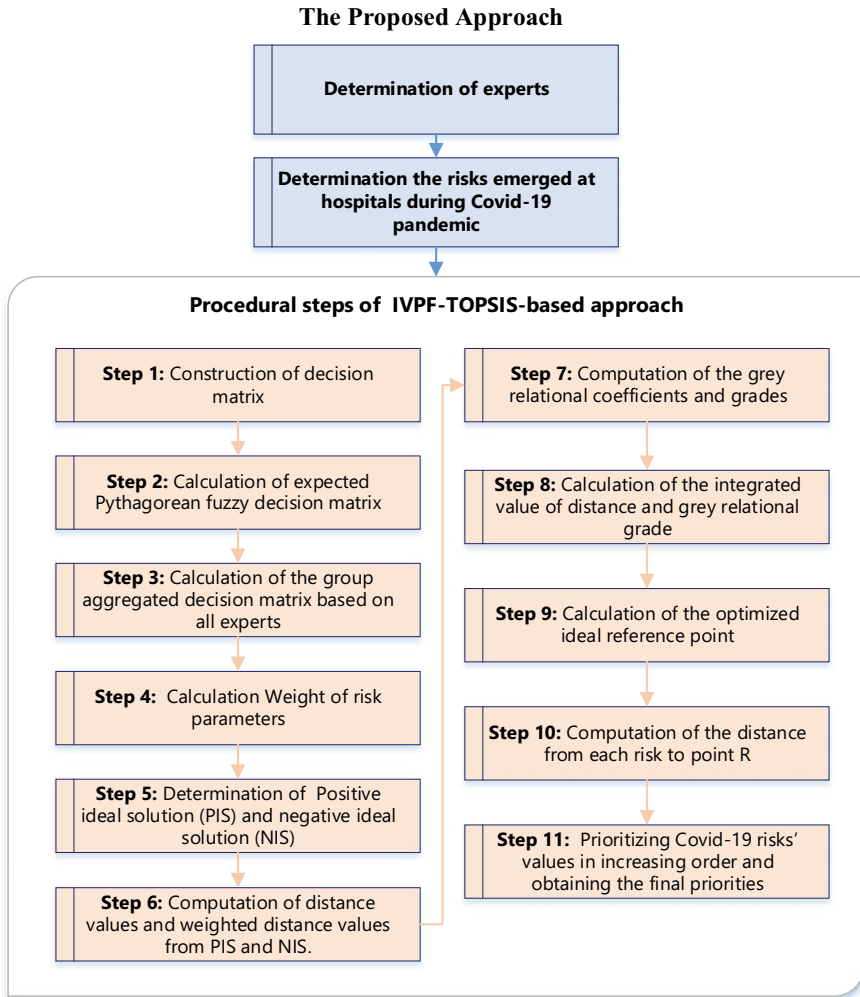 The Proposed Approach
Determination of experts
Determination the risks emerged at
hospitals during Covid-19
pandemic
Procedural steps of IVPF-TOPSIS-based approach
Step 1: Construction of decision
matrix
Step 2: Calculation of expected
Pythagorean fuzzy decision matrix
Step 3: Calculation of the group
aggregated decision matrix based on
all experts
Step 4: Calculation Weight of risk
parameters
Step 5: Determination of Positive
ideal solution (PIS) and negative ideal
solution (NIS)
Step 6: Computation of distance
values and weighted distance values
from PIS and NIS.
Step 7: Computation of the grey
relational coefficients and grades
Step 8: Calculation of the integrated
value of distance and grey relational
grade
Step 9: Calculation of the optimized
ideal reference point
Step 10: Computation of the distance
from each risk to point R
Step 11: Prioritizing Covid-19 risks’
values in increasing order and
obtaining the final priorities